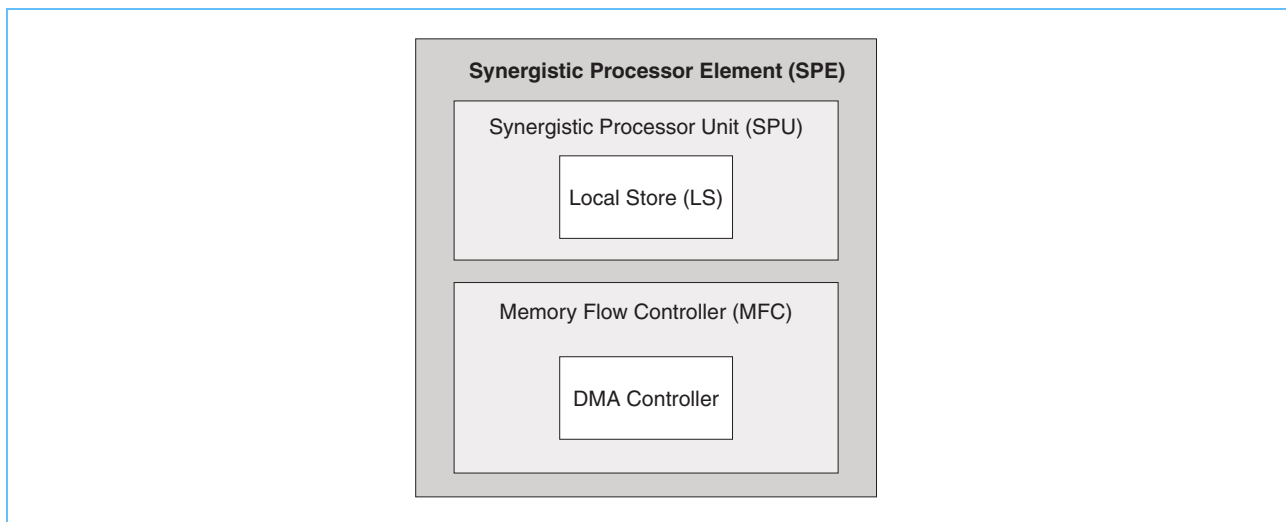 Synergistic Processor Element (SPE)
Synergistic Processor Unit (SPU)
Local Store (LS)
Memory Flow Controller (MFC)
DMA Controller